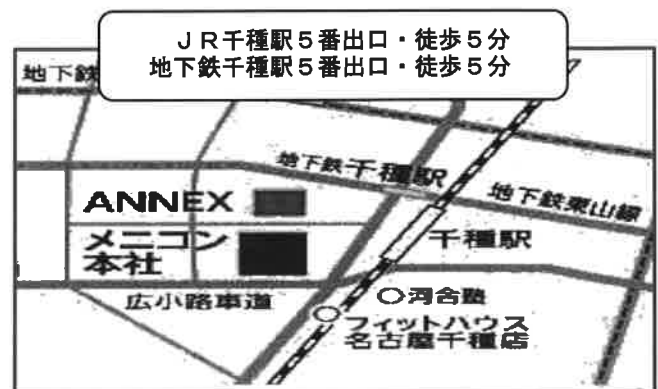 JR千種駅5番出口・徒歩5分
地下鉄千種駅5番出口・徒歩5分
地下鉄
地下鉄千種駅
地下鉄東山線
ANNEX
千種駅
メニコン
本社
広小路車道
河合塾
フィットハウス
名古屋千種店